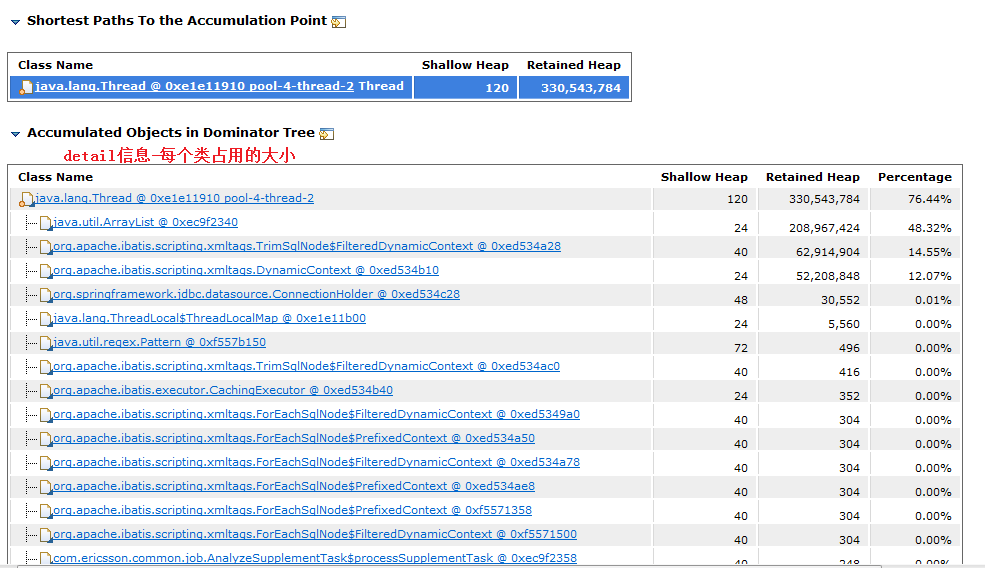 Shortest Paths To the Accumulation Point
Class Name Shallow Heap Retained Heap
java.lang.Thread @ 0xe1e11910 pool-4-thread-2 Thread 120 330,543,784
Accumulated Objects in Dominator Tree
detail信息-每个类占用的大小
Class Name Shallow Heap Retained Heap Percentage
java.lang.Thread @ 0xe1e11910 pool-4-thread-2 120 330,543,784 76.44%
java.util.ArrayList @ 0xec9f2340 24 208,967,424 48.32%
org.apache.ibatis.scripting.xmltags.TrimSqlNode$FilteredDynamicContext @ 0xed534a28 40 62,914,904 14.55%
org.apache.ibatis.scripting.xmltags.DynamicContext @ 0xed534b10 24 52,208,848 12.07%
org.springframework.jdbc.datasource.ConnectionHolder @ 0xed534c28 48 30,552 0.01%
java.lang.ThreadLocal$ThreadLocalMap @ 0xe1e11b00 24 5,560 0.00%
java.util.regex.Pattern @ 0xf557b150 72 496 0.00%
org.apache.ibatis.scripting.xmltags.TrimSqlNode$FilteredDynamicContext @ 0xed534ac0 40 416 0.00%
org.apache.ibatis.executor.CachingExecutor @ 0xed534b40 24 352 0.00%
org.apache.ibatis.scripting.xmltags.ForEachSqlNode$FilteredDynamicContext @ 0xed5349a0 40 304 0.00%
org.apache.ibatis.scripting.xmltags.ForEachSqlNode$PrefixedContext @ 0xed534a50 40 304 0.00%
org.apache.ibatis.scripting.xmltags.ForEachSqlNode$FilteredDynamicContext @ 0xed534a78 40 304 0.00%
org.apache.ibatis.scripting.xmltags.ForEachSqlNode$PrefixedContext @ 0xed534ae8 40 304 0.00%
org.apache.ibatis.scripting.xmltags.ForEachSqlNode$PrefixedContext @ 0xf5571358 40 304 0.00%
org.apache.ibatis.scripting.xmltags.ForEachSqlNode$FilteredDynamicContext @ 0xf5571500 40 304 0.00%
com.ericsson.common.job.AnalyzeSupplementTask$processSupplementTask @ 0xec9f2358 40 248 0.00%